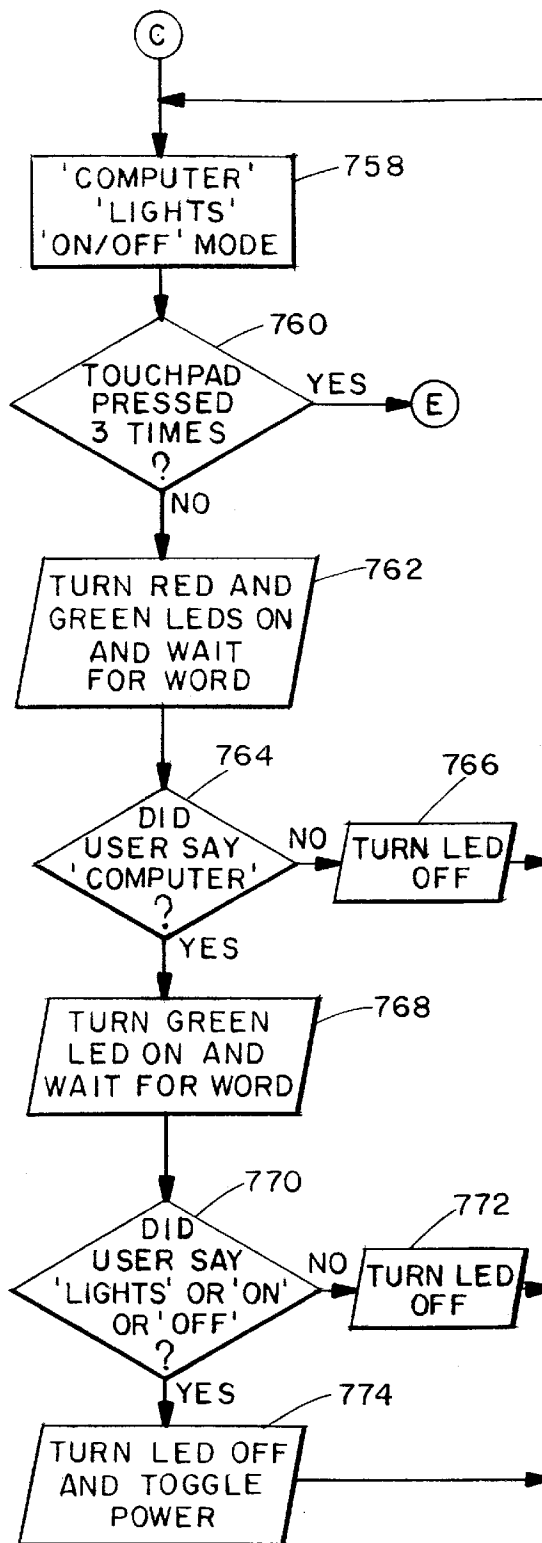 C
'COMPUTER'
'LIGHTS'
'ON/OFF' MODE
758
TOUCHPAD
PRESSED
3 TIMES
?
760
YES
E
NO
TURN RED AND
GREEN LEDS ON
AND WAIT
FOR WORD
762
DID
USER SAY
'COMPUTER'
?
764
NO
TURN LED
OFF
766
YES
TURN GREEN
LED ON AND
WAIT FOR WORD
768
DID
USER SAY
'LIGHTS' OR 'ON'
OR 'OFF'
?
770
NO
TURN LED
OFF
772
YES
TURN LED OFF
AND TOGGLE
POWER
774